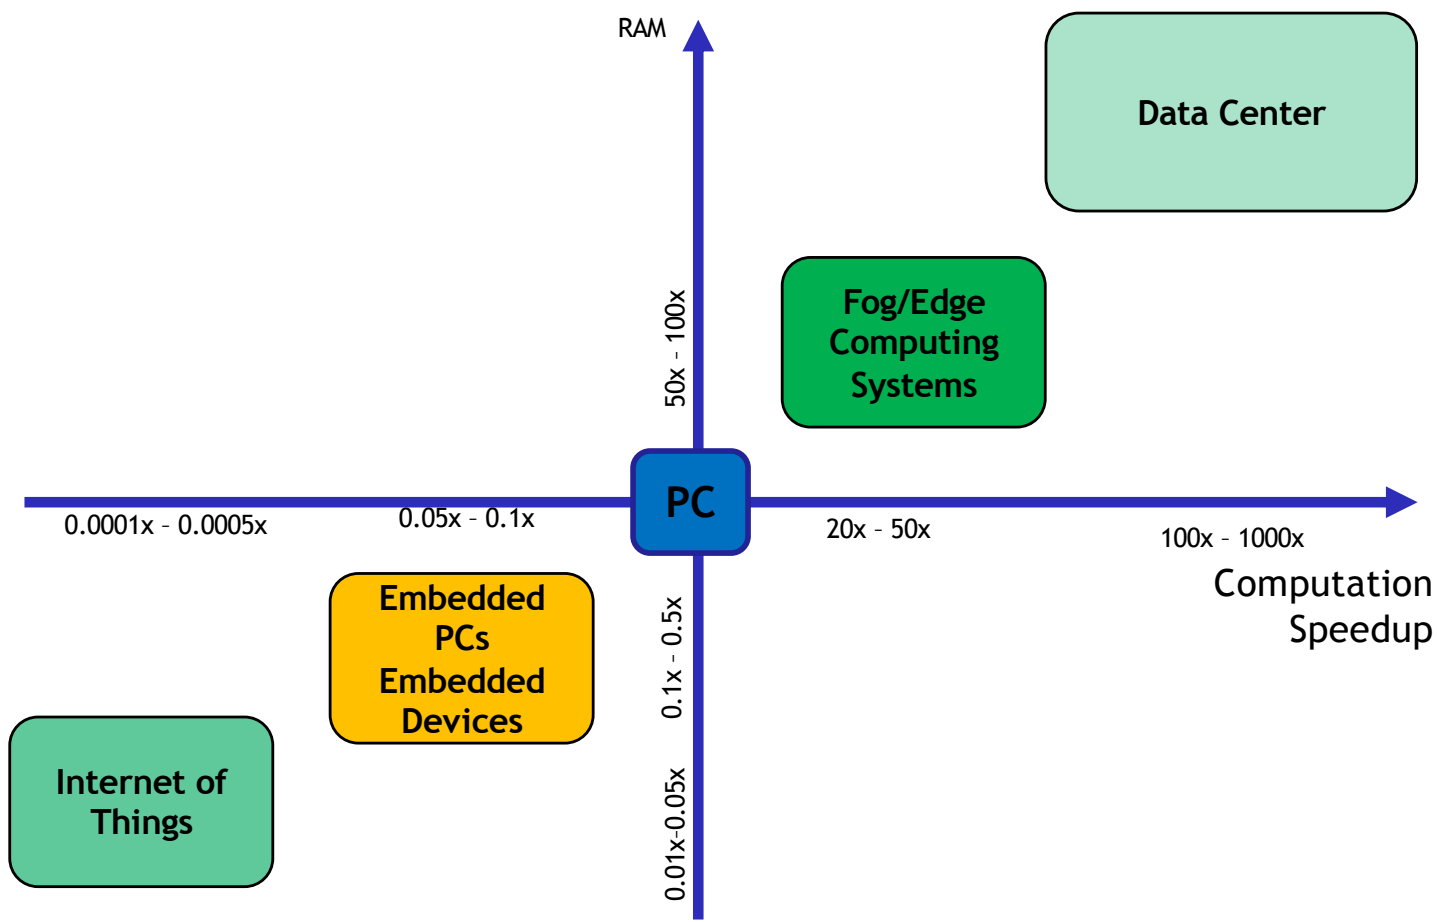 RAM
Data Center
Fog/Edge
Computing
Systems
50x – 100x
PC
0.0001x – 0.0005x
0.05x – 0.1x
20x – 50x
100x – 1000x
Computation
Speedup
Embedded
PCs
Embedded
Devices
0.1x – 0.5x
Internet of
Things
0.01x–0.05x